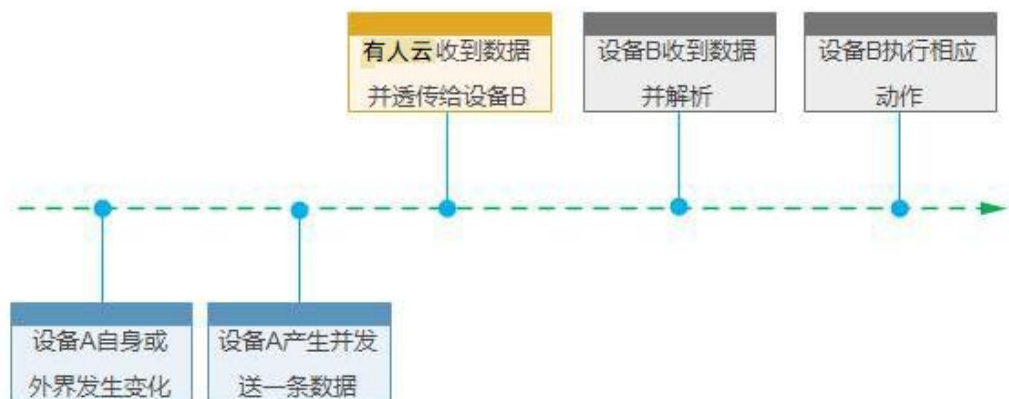 有人云收到数据
并透传给设备B
设备B收到数据
并解析
设备B执行相应
动作
设备A自身或
外界发生变化
设备A产生并发
送一条数据